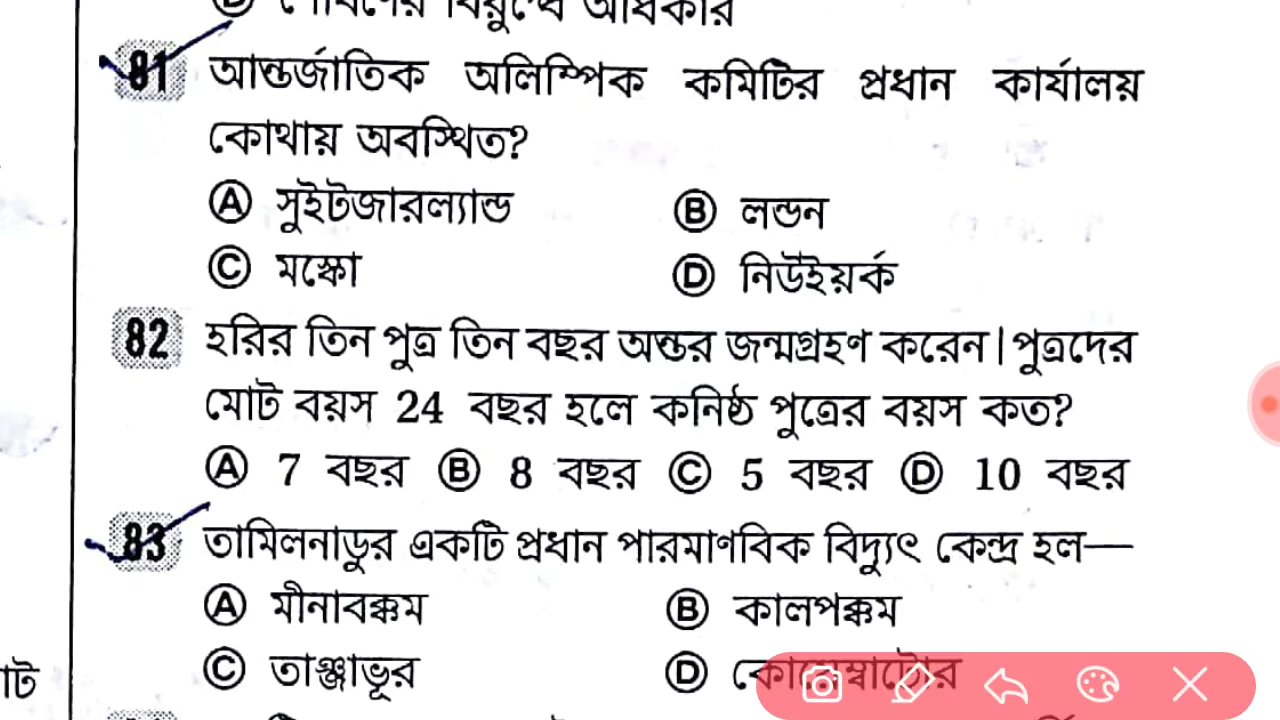 D শোষণের বিরুদ্ধে অধিকার
81 আন্তর্জাতিক অলিম্পিক কমিটির প্রধান কার্যালয়
কোথায় অবস্থিত?
A সুইটজারল্যান্ড B লন্ডন
C মস্কো D নিউইয়র্ক
82 হরির তিন পুত্র তিন বছর অন্তর জন্মগ্রহণ করেন। পুত্রদের
মোট বয়স 24 বছর হলে কনিষ্ঠ পুত্রের বয়স কত?
A 7 বছর B 8 বছর C 5 বছর D 10 বছর
83 তামিলনাড়ুর একটি প্রধান পারমাণবিক বিদ্যুৎ কেন্দ্র হল—
A মীনাবক্কম B কালপক্কম
C তাঞ্জাভূর D কোয়েম্বাটোর